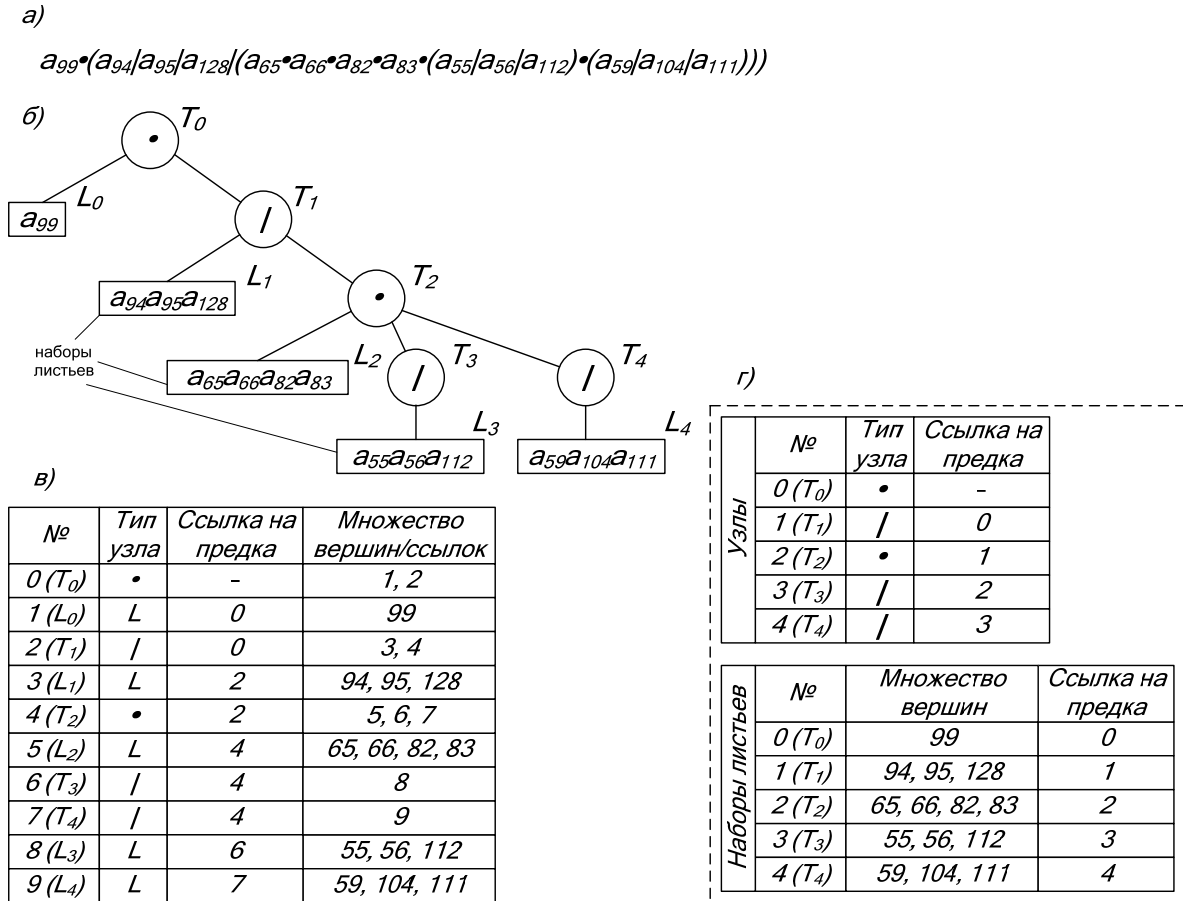 а)
a99•(a94|a95|a128|(a65•a66•a82•a83•(a55|a56|a112)•(a59|a104|a111)))
б)
• T0
a99 L0
| T1
a94a95a128 L1
• T2
наборы листьев
a65a66a82a83 L2
| T3
| T4
a55a56a112 L3
a59a104a111 L4
в)
№ Тип узла Ссылка на предка Множество вершин/ссылок
0 (T0) • – 1, 2
1 (L0) L 0 99
2 (T1) | 0 3, 4
3 (L1) L 2 94, 95, 128
4 (T2) • 2 5, 6, 7
5 (L2) L 4 65, 66, 82, 83
6 (T3) | 4 8
7 (T4) | 4 9
8 (L3) L 6 55, 56, 112
9 (L4) L 7 59, 104, 111
г)
Узлы
№ Тип узла Ссылка на предка
0 (T0) • –
1 (T1) | 0
2 (T2) • 1
3 (T3) | 2
4 (T4) | 3
Наборы листьев
№ Множество вершин Ссылка на предка
0 (T0) 99 0
1 (T1) 94, 95, 128 1
2 (T2) 65, 66, 82, 83 2
3 (T3) 55, 56, 112 3
4 (T4) 59, 104, 111 4